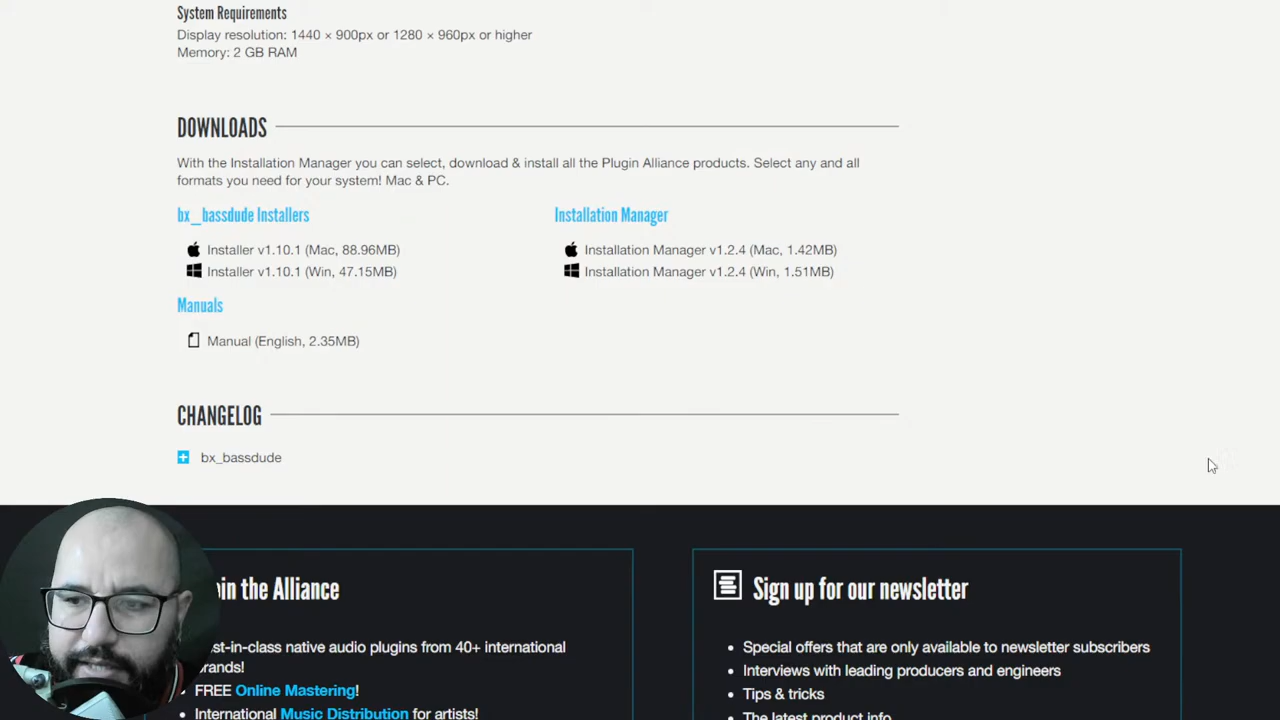 System Requirements
Display resolution: 1440 × 900px or 1280 × 960px or higher
Memory: 2 GB RAM
DOWNLOADS
With the Installation Manager you can select, download & install all the Plugin Alliance products. Select any and all
formats you need for your system! Mac & PC.
bx_bassdude Installers
Installer v1.10.1 (Mac, 88.96MB)
Installer v1.10.1 (Win, 47.15MB)
Installation Manager
Installation Manager v1.2.4 (Mac, 1.42MB)
Installation Manager v1.2.4 (Win, 1.51MB)
Manuals
Manual (English, 2.35MB)
CHANGELOG
bx_bassdude
the Alliance
native audio plugins from 40+ international
FREE Online Mastering!
International Music Distribution for artists!
Sign up for our newsletter
Special offers that are only available to newsletter subscribers
Interviews with leading producers and engineers
Tips & tricks
The latest product info